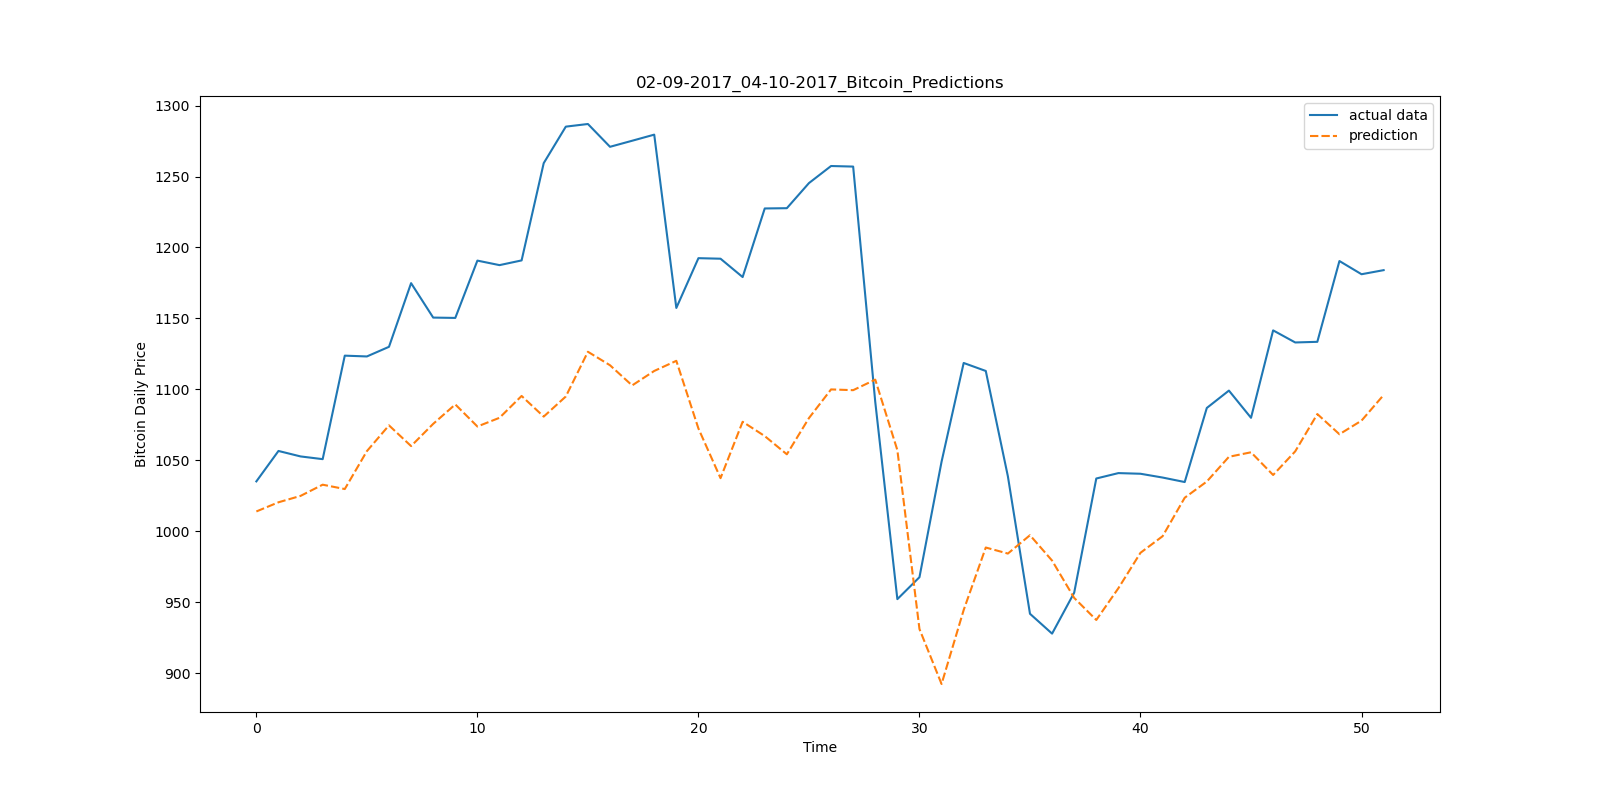 02-09-2017_04-10-2017_Bitcoin_Predictions
actual data
prediction
Bitcoin Daily Price
1300
1250
1200
1150
1100
1050
1000
950
900
0 10 20 30 40 50
Time